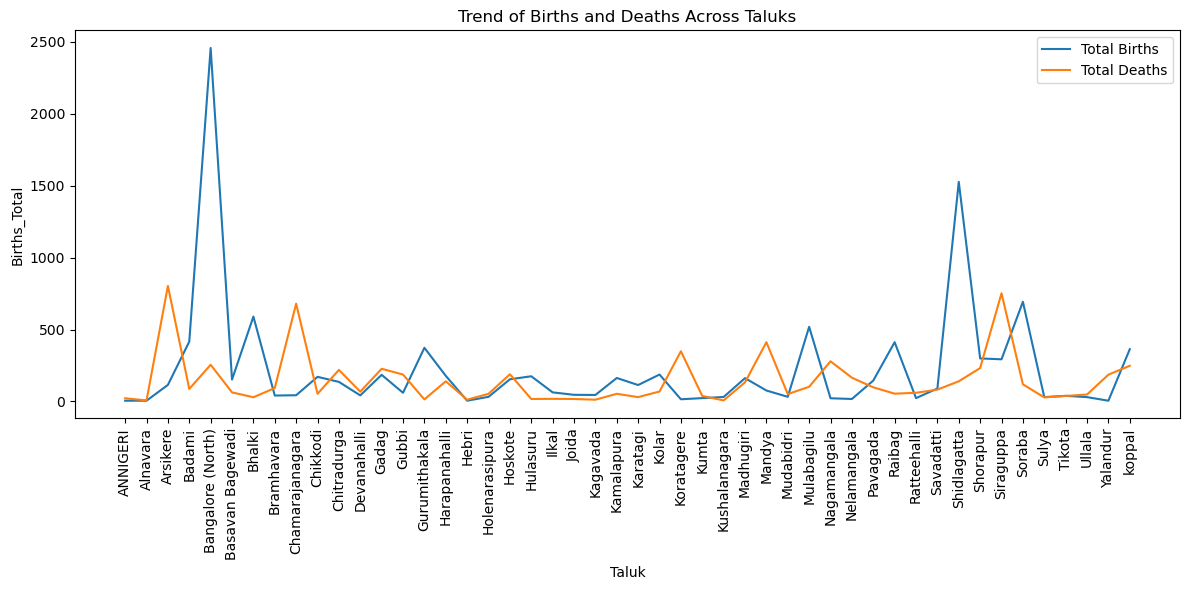 Trend of Births and Deaths Across Taluks
Total Births
Total Deaths
Births_Total
2500
2000
1500
1000
500
0
ANNIGERI
Alnavara
Arsikere
Badami
Bangalore (North)
Basavan Bagewadi
Bhalki
Bramhavara
Chamarajanagara
Chikkodi
Chitradurga
Devanahalli
Gadag
Gubbi
Gurumithakala
Harapanahalli
Hebri
Holenarasipura
Hoskote
Hulasuru
Ilkal
Joida
Kagavada
Kamalapura
Karatagi
Kolar
Koratagere
Kumta
Kushalanagara
Madhugiri
Mandya
Mudabidri
Mulabagilu
Nagamangala
Nelamangala
Pavagada
Raibag
Ratteehalli
Savadatti
Shidlagatta
Shorapur
Siraguppa
Soraba
Sulya
Tikota
Ullala
Yalandur
koppal
Taluk